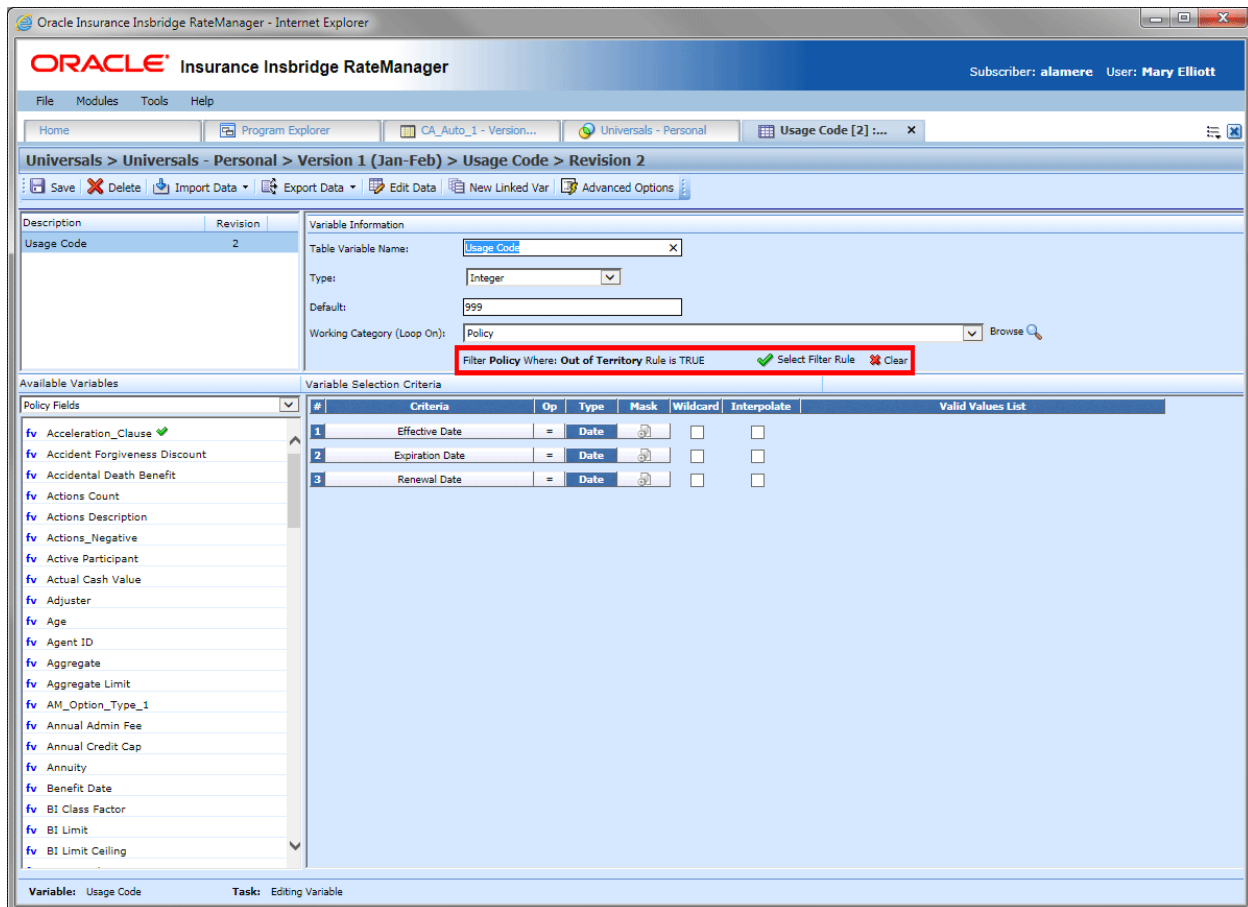 Oracle Insurance Insbridge RateManager - Internet Explorer
ORACLE Insurance Insbridge RateManager
Subscriber: alamere User: Mary Elliott
File Modules Tools Help
Home Program Explorer CA_Auto_1 - Version... Universals - Personal Usage Code [2] :...
Universals > Universals - Personal > Version 1 (Jan-Feb) > Usage Code > Revision 2
Save Delete Import Data Export Data Edit Data New Linked Var Advanced Options
Description Revision
Usage Code 2
Variable Information
Table Variable Name: Usage Code
Type: Integer
Default: 999
Working Category (Loop On): Policy Browse
Filter Policy Where: Out of Territory Rule is TRUE Select Filter Rule Clear
Available Variables
Policy Fields
fv Acceleration_Clause
fv Accident Forgiveness Discount
fv Accidental Death Benefit
fv Actions Count
fv Actions Description
fv Actions_Negative
fv Active Participant
fv Actual Cash Value
fv Adjuster
fv Age
fv Agent ID
fv Aggregate
fv Aggregate Limit
fv AM_Option_Type_1
fv Annual Admin Fee
fv Annual Credit Cap
fv Annuity
fv Benefit Date
fv BI Class Factor
fv BI Limit
fv BI Limit Ceiling
Variable Selection Criteria
# Criteria Op Type Mask Wildcard Interpolate Valid Values List
1 Effective Date = Date
2 Expiration Date = Date
3 Renewal Date = Date
Variable: Usage Code Task: Editing Variable